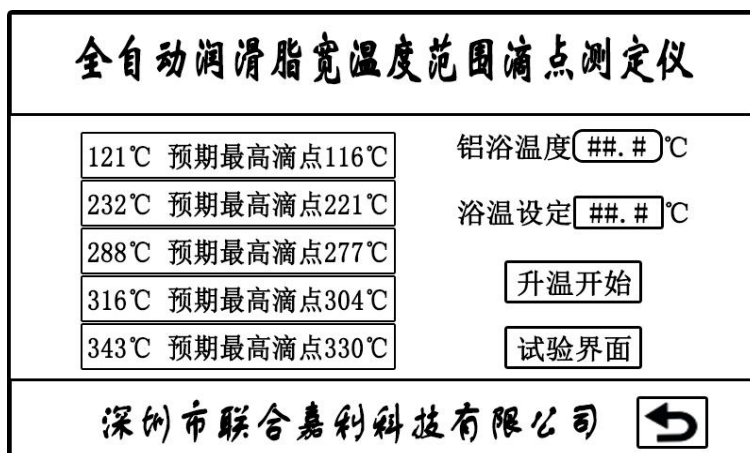 全自动润滑脂宽温度范围滴点测定仪
121℃ 预期最高滴点116℃
232℃ 预期最高滴点221℃
288℃ 预期最高滴点277℃
316℃ 预期最高滴点304℃
343℃ 预期最高滴点330℃
铝浴温度 ##.# ℃
浴温设定 ##.# ℃
升温开始
试验界面
深圳市联合嘉利科技有限公司